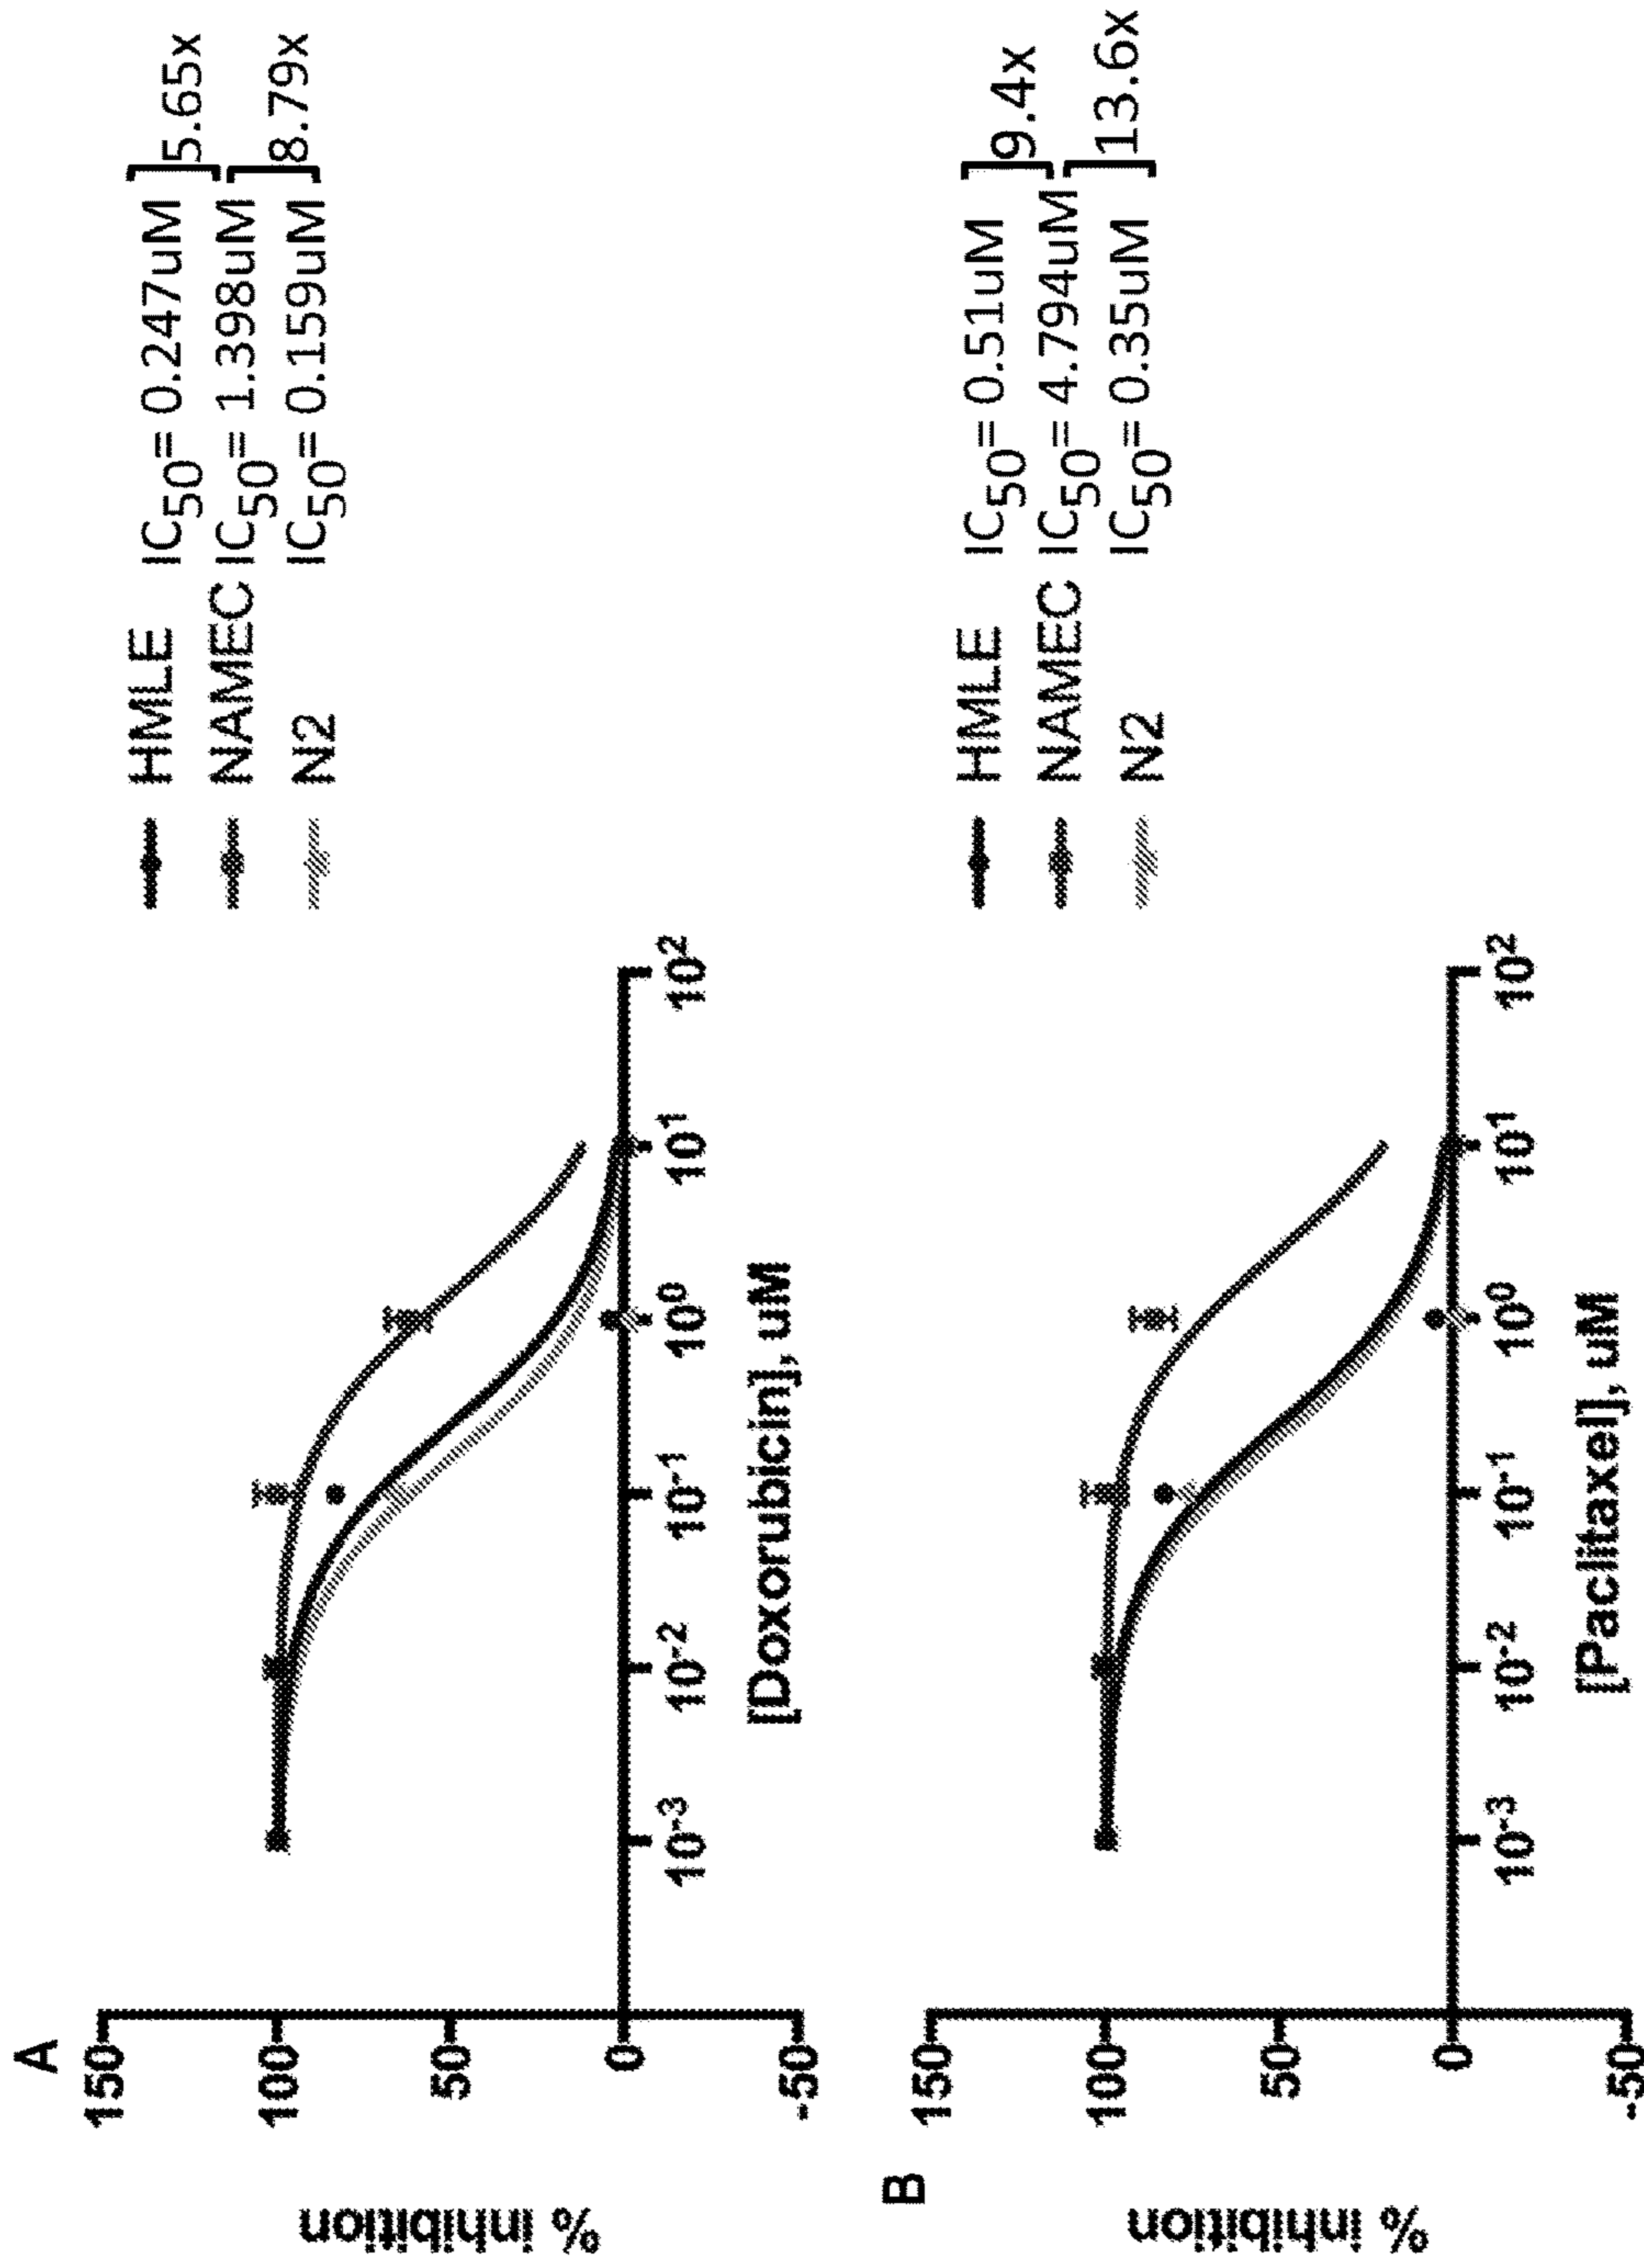 A
% inhibition
150
100
50
0
-50
10-3
10-2
10-1
100
101
102
[Doxorubicin], uM
HMLE IC50= 0.247uM
NAMEC IC50= 1.398uM
N2 IC50= 0.159uM
]5.65x
]8.79x
B
% inhibition
150
100
50
0
-50
10-3
10-2
10-1
100
101
102
[Paclitaxel], uM
HMLE IC50= 0.51uM
NAMEC IC50= 4.794uM
N2 IC50= 0.35uM
]9.4x
]13.6x